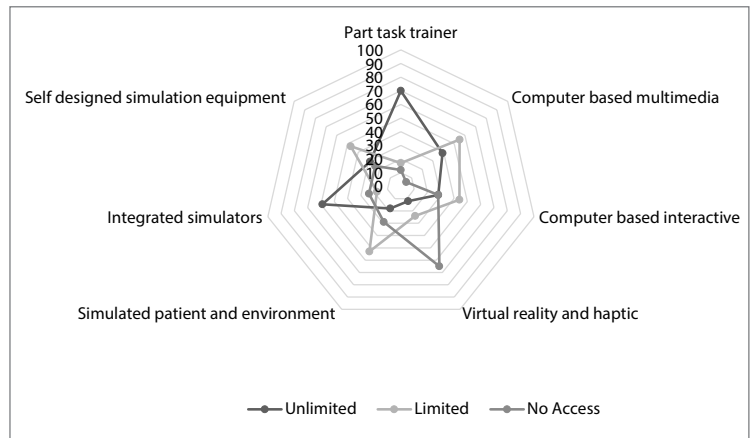 Part task trainer
100
90
80
70
60
50
40
30
20
10
0
Self designed simulation equipment
Computer based multimedia
Integrated simulators
Computer based interactive
Simulated patient and environment
Virtual reality and haptic
Unlimited Limited No Access